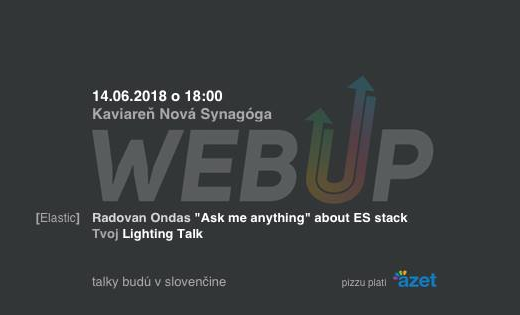 14.06.2018 o 18:00
Kaviareň Nová Synagóga
WEBUP
[Elastic] Radovan Ondas "Ask me anything" about ES stack
Tvoj Lighting Talk
talky budú v slovenčine
pizzu platí azet